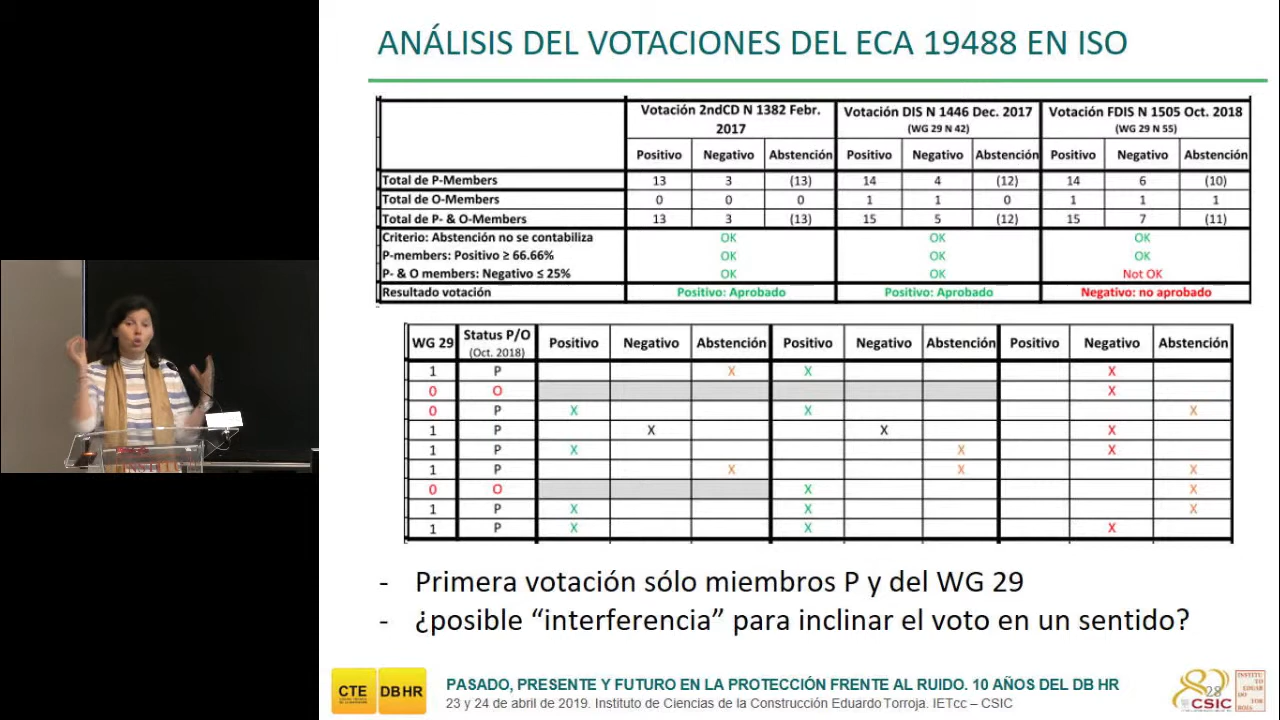 ANÁLISIS DEL VOTACIONES DEL ECA 19488 EN ISO
Votación 2ndCD N 1382 Febr. 2017 Votación DIS N 1446 Dec. 2017 (WG 29 N 42) Votación FDIS N 1505 Oct. 2018 (WG 29 N 55)
Positivo Negativo Abstención Positivo Negativo Abstención Positivo Negativo Abstención
Total de P-Members 13 3 (13) 14 4 (12) 14 6 (10)
Total de O-Members 0 0 0 1 1 0 1 1 1
Total de P- & O-Members 13 3 (13) 15 5 (12) 15 7 (11)
Criterio: Abstención no se contabiliza OK OK OK
P-members: Positivo ≥ 66.66% OK OK OK
P- & O members: Negativo ≤ 25% OK OK Not OK
Resultado votación Positivo: Aprobado Positivo: Aprobado Negativo: no aprobado
WG 29 Status P/O (Oct. 2018) Positivo Negativo Abstención Positivo Negativo Abstención Positivo Negativo Abstención
1 P X X X
0 O X
0 P X X X
1 P X X X
1 P X X X
1 P X X X
0 O X X
1 P X X X
1 P X X X
- Primera votación sólo miembros P y del WG 29
- ¿posible “interferencia” para inclinar el voto en un sentido?
CTE DB HR
PASADO, PRESENTE Y FUTURO EN LA PROTECCIÓN FRENTE AL RUIDO. 10 AÑOS DEL DB HR
23 y 24 de abril de 2019. Instituto de Ciencias de la Construcción Eduardo Torroja. IETcc – CSIC
28
CSIC